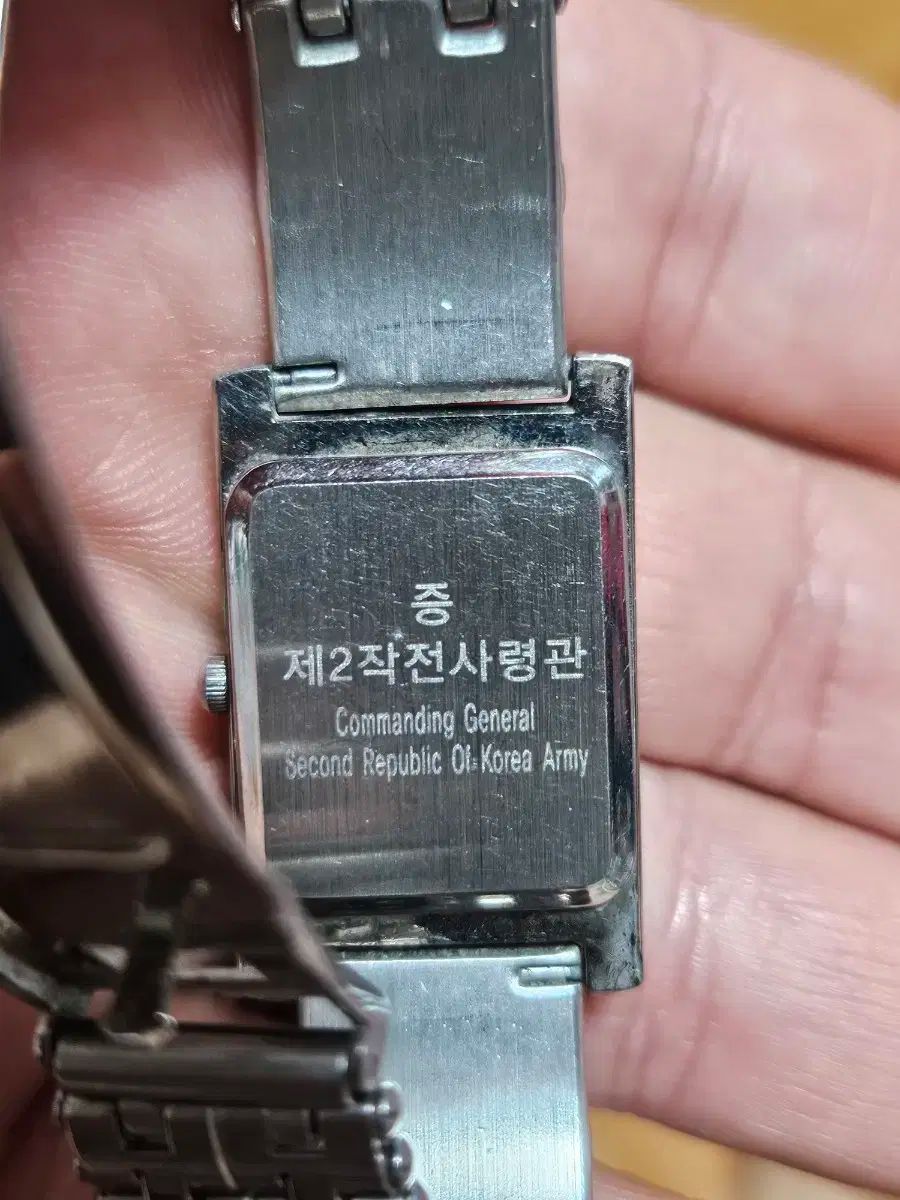 증
제2작전사령관
Commanding General
Second Republic Of Korea Army